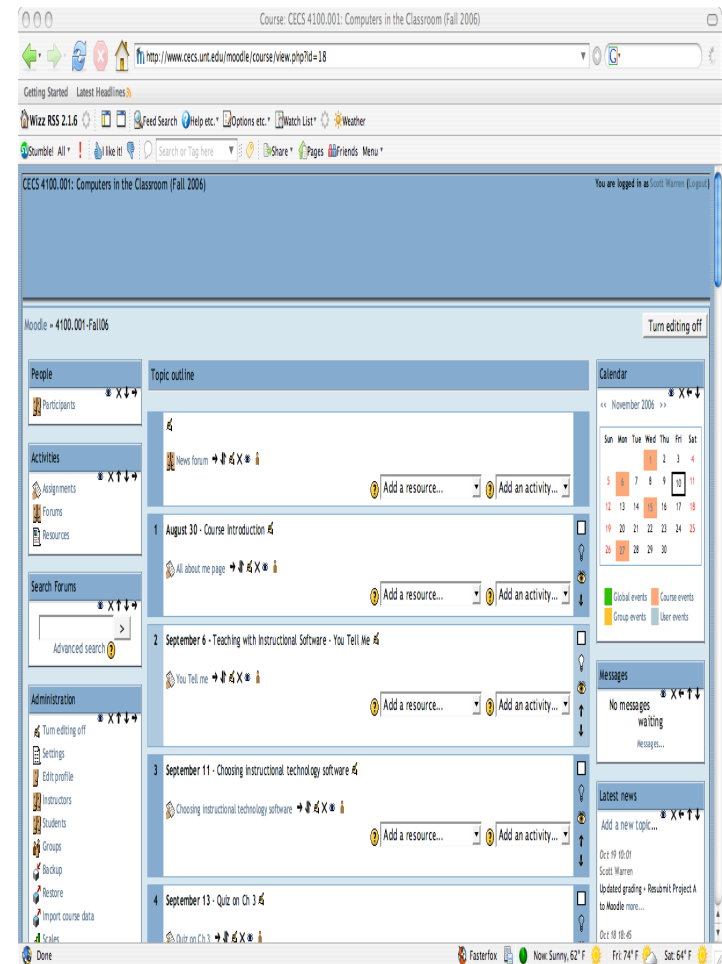 Course: CECS 4100.001: Computers in the Classroom (Fall 2006)
http://www.cecs.unt.edu/moodle/course/view.php?id=18
G
Getting Started Latest Headlines
Wizz RSS 2.1.6 Feed Search Help etc. Options etc. Watch List Weather
Stumble! All I like it! Search or Tag here Share Pages Friends Menu
CECS 4100.001: Computers in the Classroom (Fall 2006)
You are logged in as Scott Warren (Logout)
Moodle » 4100.001-Fall06
Turn editing off
People
Participants
Activities
Assignments
Forums
Resources
Search Forums
>
Advanced search ?
Administration
Turn editing off
Settings
Edit profile
Instructors
Students
Groups
Backup
Restore
Import course data
Scales
Topic outline
News forum
? Add a resource... ? Add an activity...
1 August 30 - Course Introduction
All about me page
? Add a resource... ? Add an activity...
2 September 6 - Teaching with Instructional Software - You Tell Me
You Tell me
? Add a resource... ? Add an activity...
3 September 11 - Choosing instructional technology software
Choosing instructional technology software
? Add a resource... ? Add an activity...
4 September 13 - Quiz on Ch 3
Quiz on Ch 3
Calendar
<< November 2006 >>
Sun Mon Tue Wed Thu Fri Sat
1 2 3 4
5 6 7 8 9 10 11
12 13 14 15 16 17 18
19 20 21 22 23 24 25
26 27 28 29 30
Global events Course events
Group events User events
Messages
No messages
waiting
Messages...
Latest news
Add a new topic...
Oct 19 10:01
Scott Warren
Updated grading + Resubmit Project A
to Moodle more...
Oct 18 18:45
Done
Fasterfox Now: Sunny, 62° F Fri: 74° F Sat: 64° F